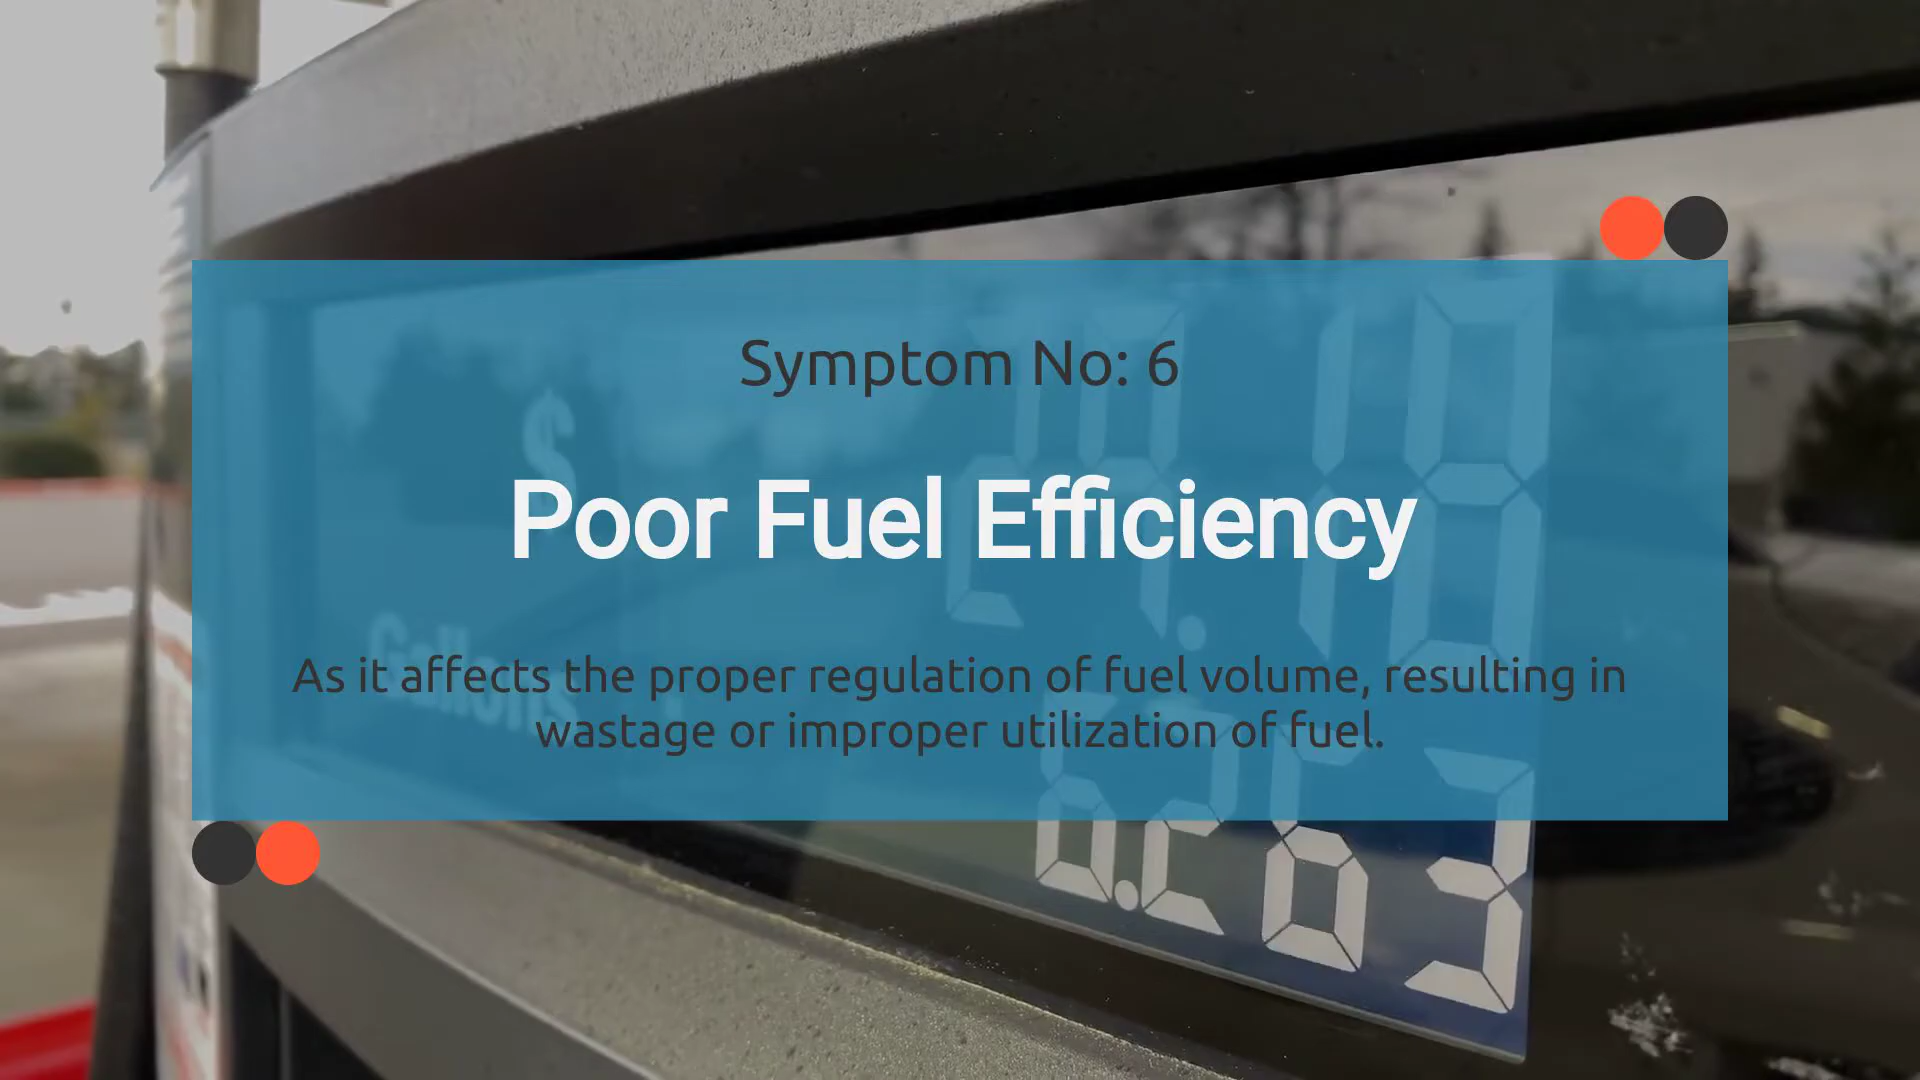 Symptom No: 6
$
Poor Fuel Efficiency
Gallons
As it affects the proper regulation of fuel volume, resulting in
wastage or improper utilization of fuel.